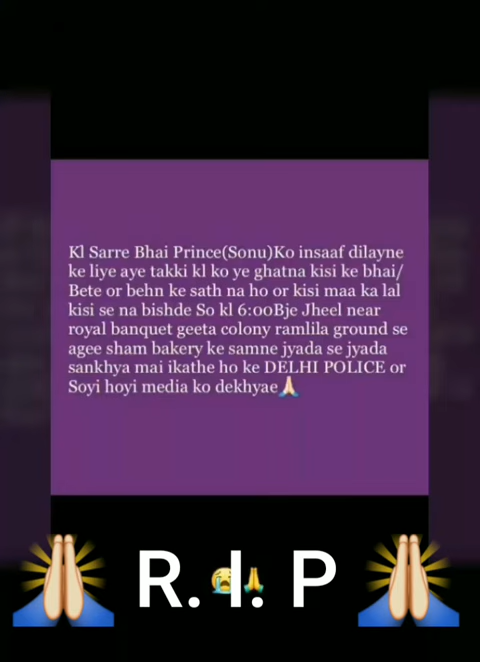 Kl Sarre Bhai Prince(Sonu)Ko insaaf dilayne
ke liye aye takki kl ko ye ghatna kisi ke bhai/
Bete or behn ke sath na ho or kisi maa ka lal
kisi se na bishde So kl 6:00Bje Jheel near
royal banquet geeta colony ramlila ground se
agee sham bakery ke samne jyada se jyada
sankhya mai ikathe ho ke DELHI POLICE or
Soyi hoyi media ko dekhyae🙏🏻
R. I. P